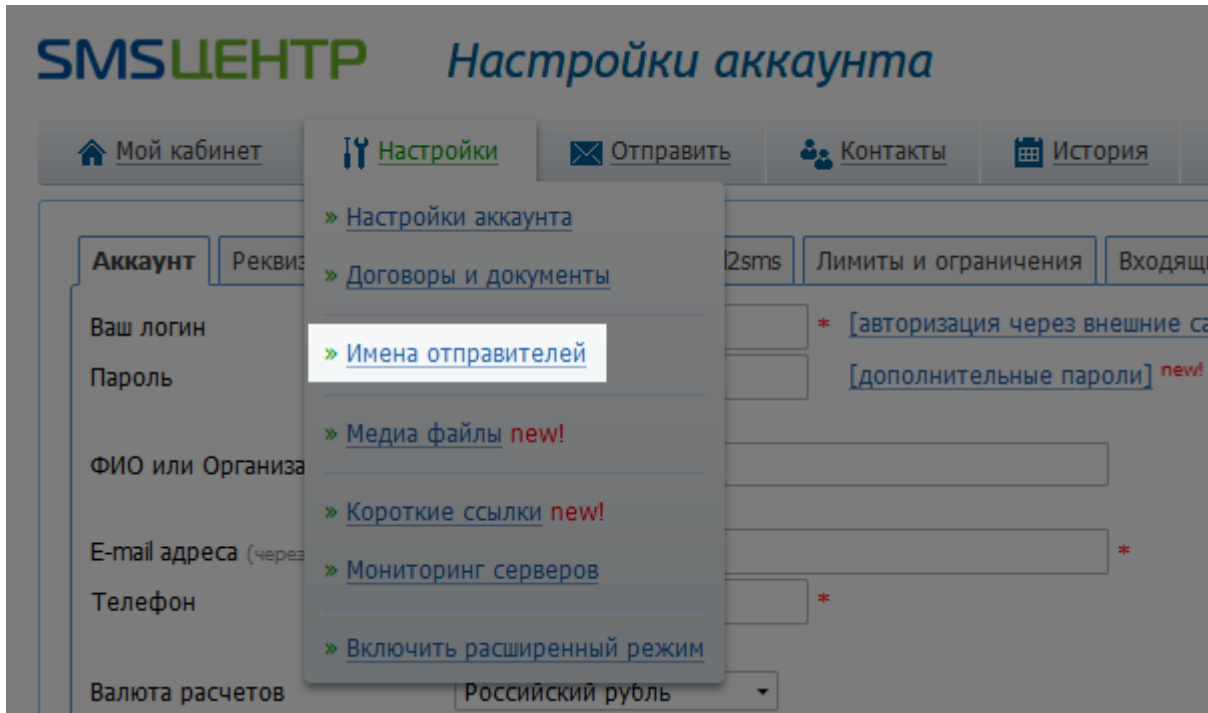 SMSЦЕНТР Настройки аккаунта
Мой кабинет Настройки Отправить Контакты История
» Настройки аккаунта
Аккаунт Лимиты и ограничения
» Договоры и документы
Ваш логин * [авторизация через внешние
» Имена отправителей
Пароль [дополнительные пароли] new!
» Медиа файлы new!
ФИО или
» Короткие ссылки new!
E-mail адреса *
» Мониторинг серверов
Телефон *
» Включить расширенный режим
Валюта расчетов Российский рубль